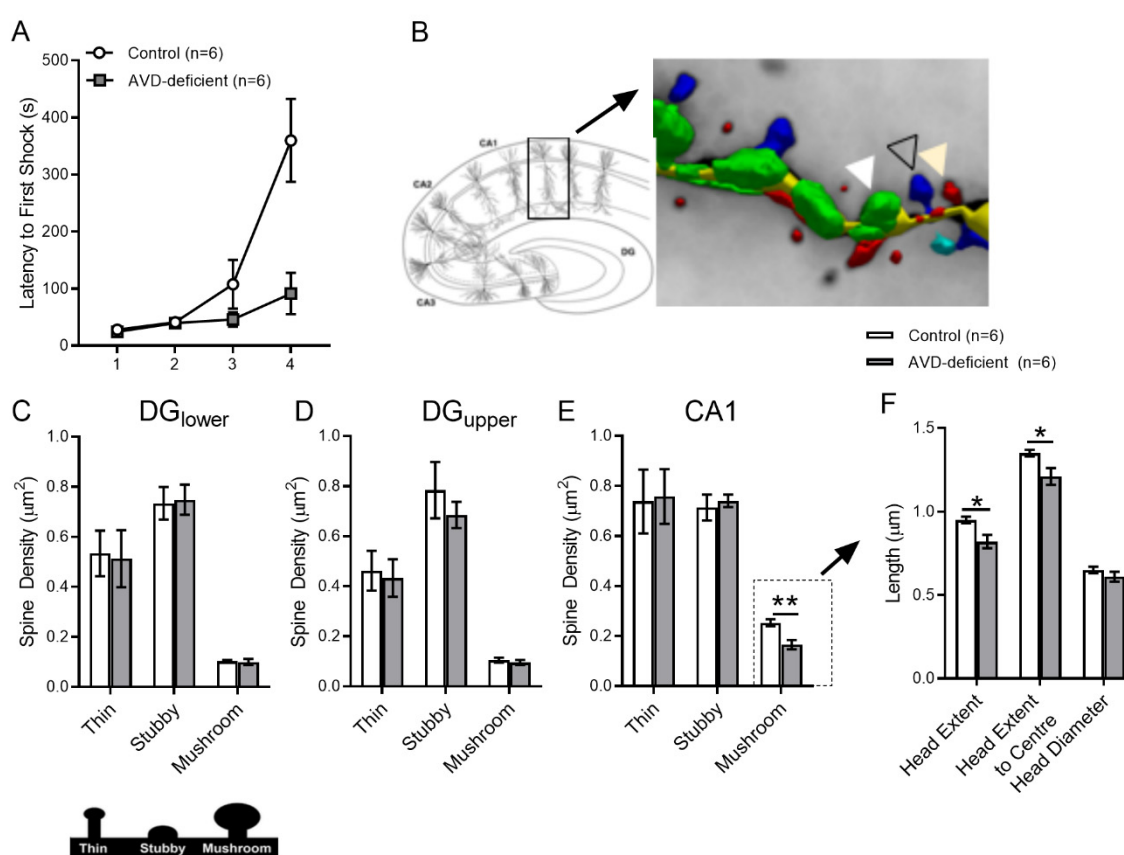 A
Control (n=6)
AVD-deficient (n=6)
Latency to First Shock (s)
500
400
300
200
100
0
1 2 3 4
B
CA1
CA2
CA3
DG
Control (n=6)
AVD-deficient (n=6)
C
DGlower
Spine Density (μm²)
1.0
0.8
0.6
0.4
0.2
0.0
Thin
Stubby
Mushroom
D
DGupper
Spine Density (μm²)
1.0
0.8
0.6
0.4
0.2
0.0
Thin
Stubby
Mushroom
E
CA1
Spine Density (μm²)
1.0
0.8
0.6
0.4
0.2
0.0
**
Thin
Stubby
Mushroom
F
Length (μm)
1.5
1.0
0.5
0.0
*
*
Head Extent
Head Extent
to Centre
Head Diameter
Thin Stubby Mushroom